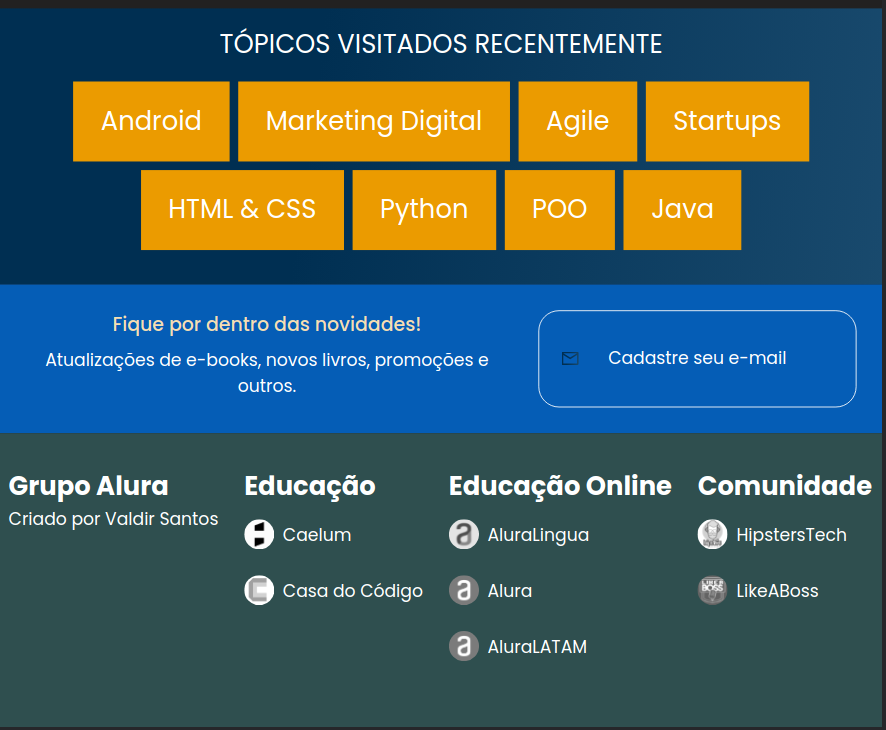 TÓPICOS VISITADOS RECENTEMENTE
Android
Marketing Digital
Agile
Startups
HTML & CSS
Python
POO
Java
Fique por dentro das novidades!
Atualizações de e-books, novos livros, promoções e
outros.
Cadastre seu e-mail
Grupo Alura
Criado por Valdir Santos
Educação
Caelum
Casa do Código
Educação Online
AluraLingua
Alura
AluraLATAM
Comunidade
HipstersTech
LikeABoss